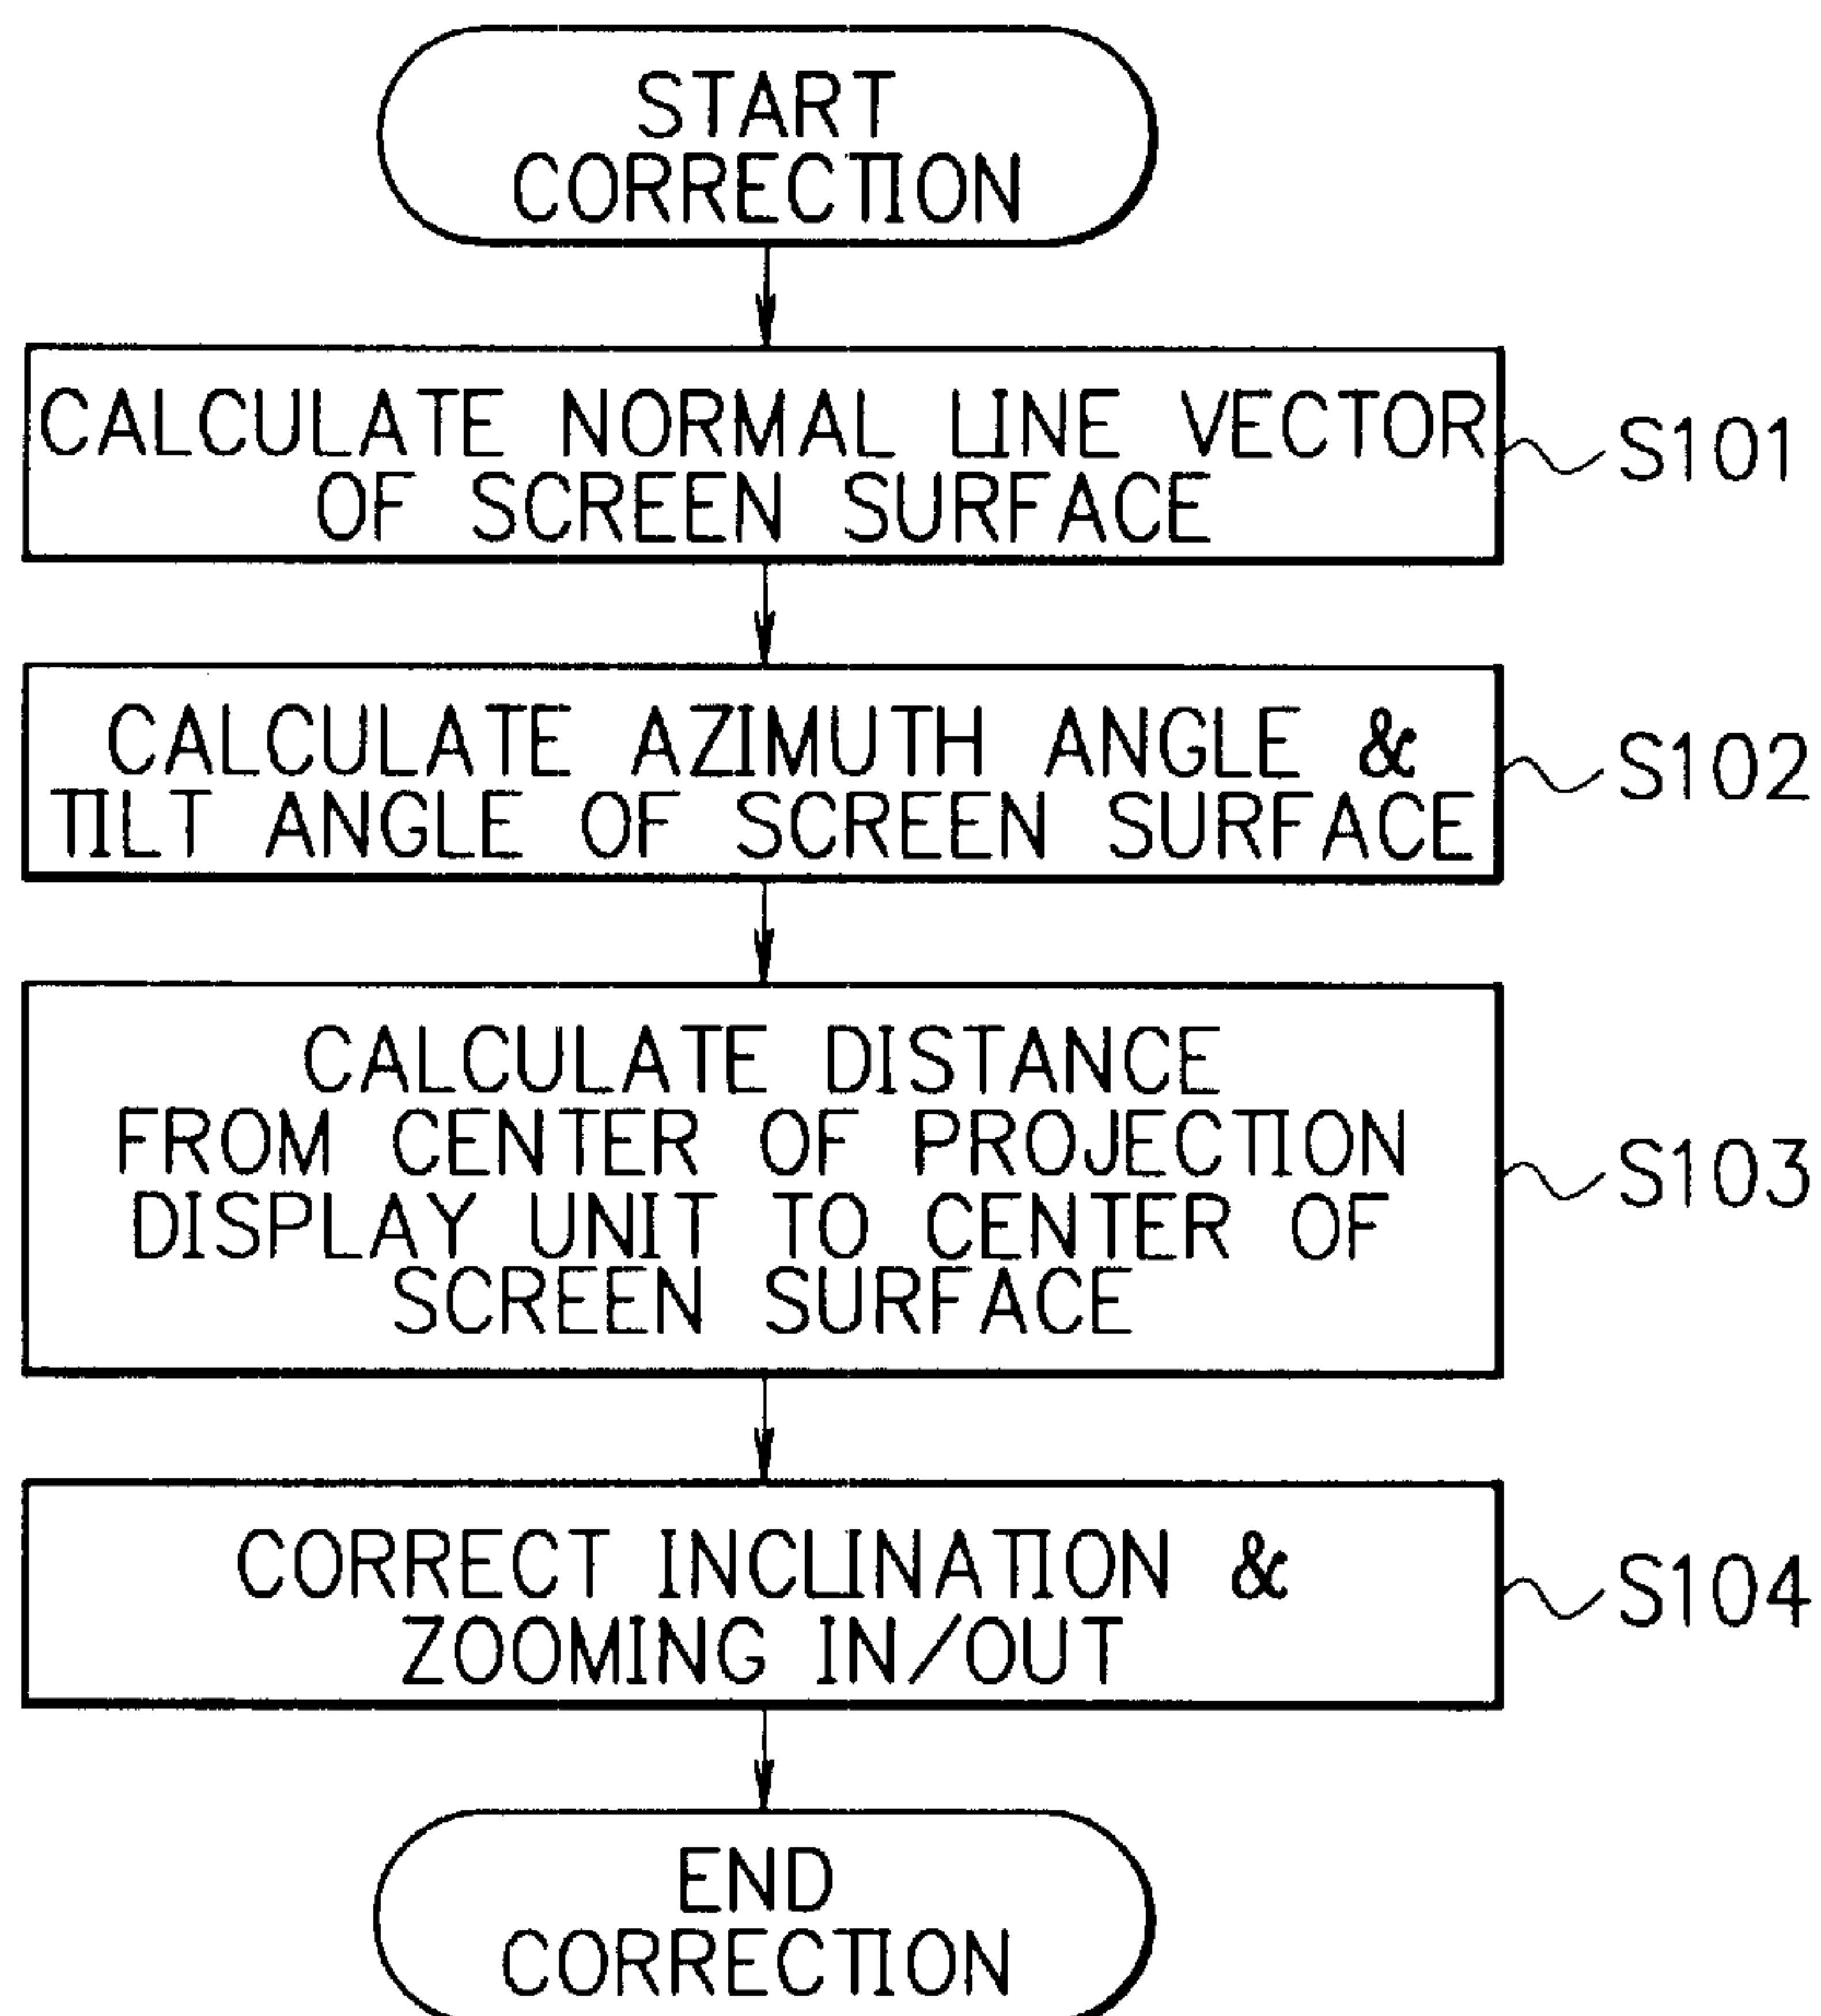 START
CORRECTION
CALCULATE NORMAL LINE VECTOR
OF SCREEN SURFACE
S101
CALCULATE AZIMUTH ANGLE &
TILT ANGLE OF SCREEN SURFACE
S102
CALCULATE DISTANCE
FROM CENTER OF PROJECTION
DISPLAY UNIT TO CENTER OF
SCREEN SURFACE
S103
CORRECT INCLINATION &
ZOOMING IN/OUT
S104
END
CORRECTION